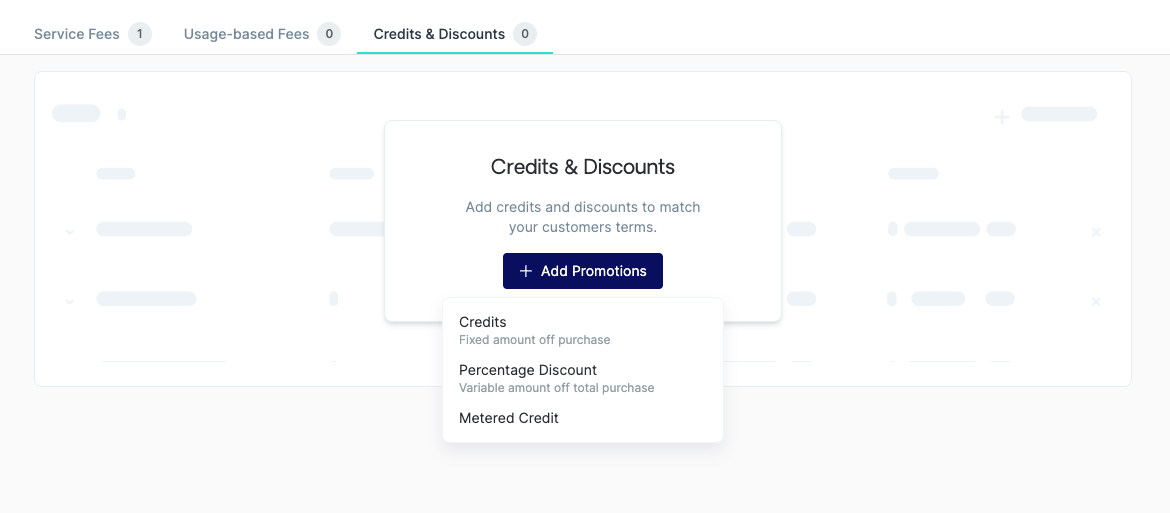 Service Fees 1 Usage-based Fees 0 Credits & Discounts 0
Credits & Discounts
Add credits and discounts to match
your customers terms.
+ Add Promotions
Credits
Fixed amount off purchase
Percentage Discount
Variable amount off total purchase
Metered Credit